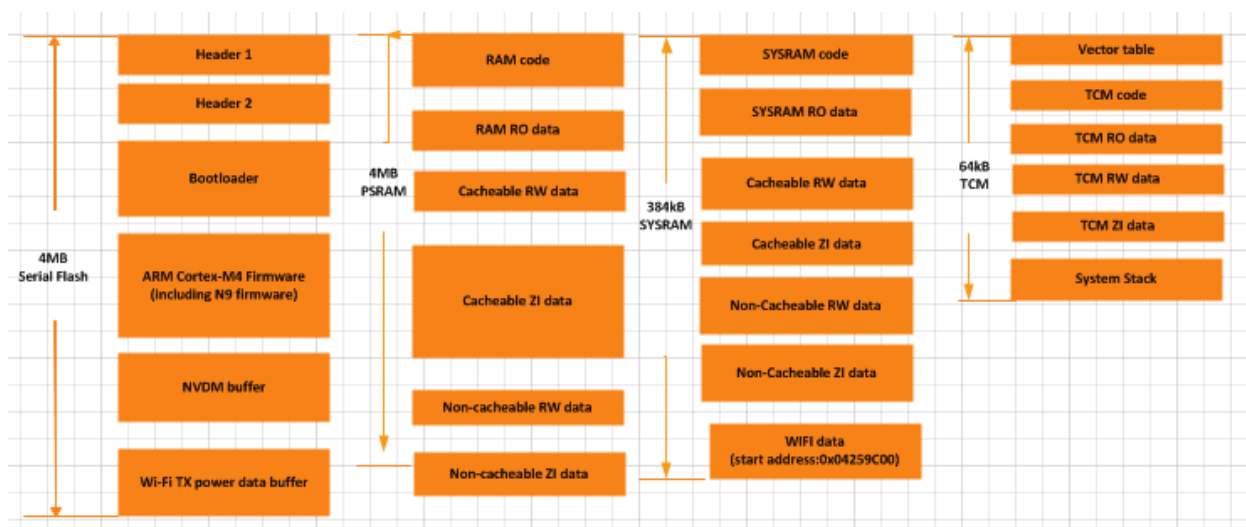 4MB
Serial Flash
Header 1
Header 2
Bootloader
ARM Cortex-M4 Firmware
(including N9 firmware)
NVDM buffer
Wi-Fi TX power data buffer
4MB
PSRAM
RAM code
RAM RO data
Cacheable RW data
Cacheable ZI data
Non-cacheable RW data
Non-cacheable ZI data
384kB
SYSRAM
SYSRAM code
SYSRAM RO data
Cacheable RW data
Cacheable ZI data
Non-Cacheable RW data
Non-Cacheable ZI data
WIFI data
(start address:0x04259C00)
64kB
TCM
Vector table
TCM code
TCM RO data
TCM RW data
TCM ZI data
System Stack